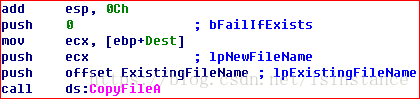 add     esp, 0Ch
push    0               ; bFailIfExists
mov     ecx, [ebp+Dest]
push    ecx             ; lpNewFileName
push    offset ExistingFileName ; lpExistingFileName
call    ds:CopyFileA